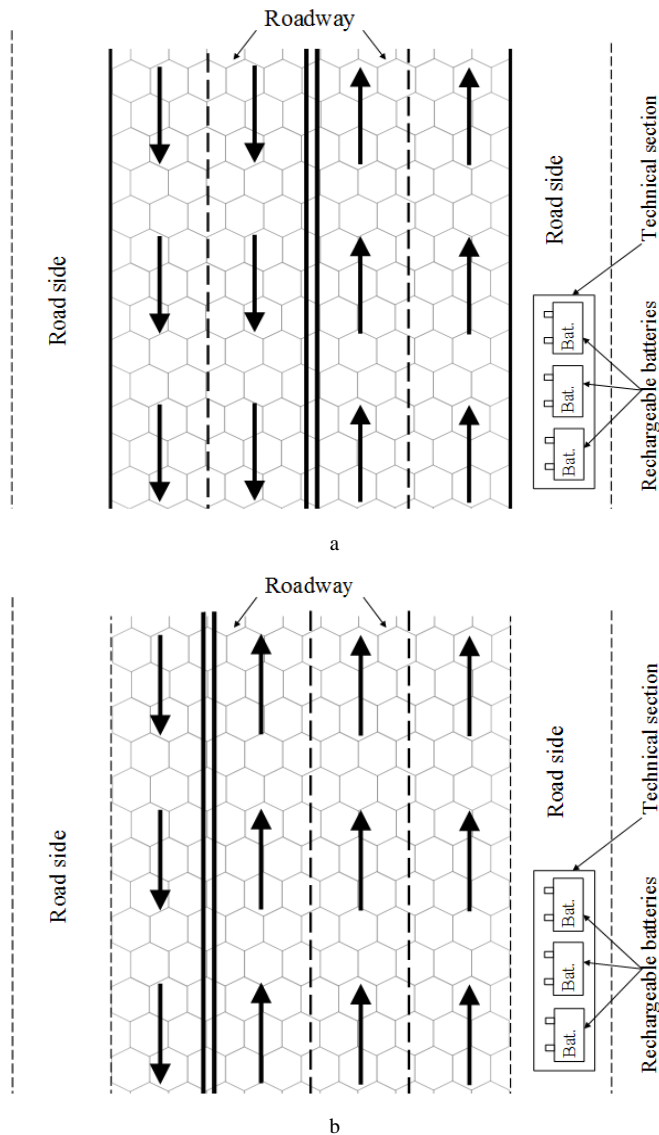 Roadway
Road side
Road side
Technical section
Bat.
Bat.
Bat.
Rechargeable batteries
a
Roadway
Road side
Road side
Technical section
Bat.
Bat.
Bat.
Rechargeable batteries
b